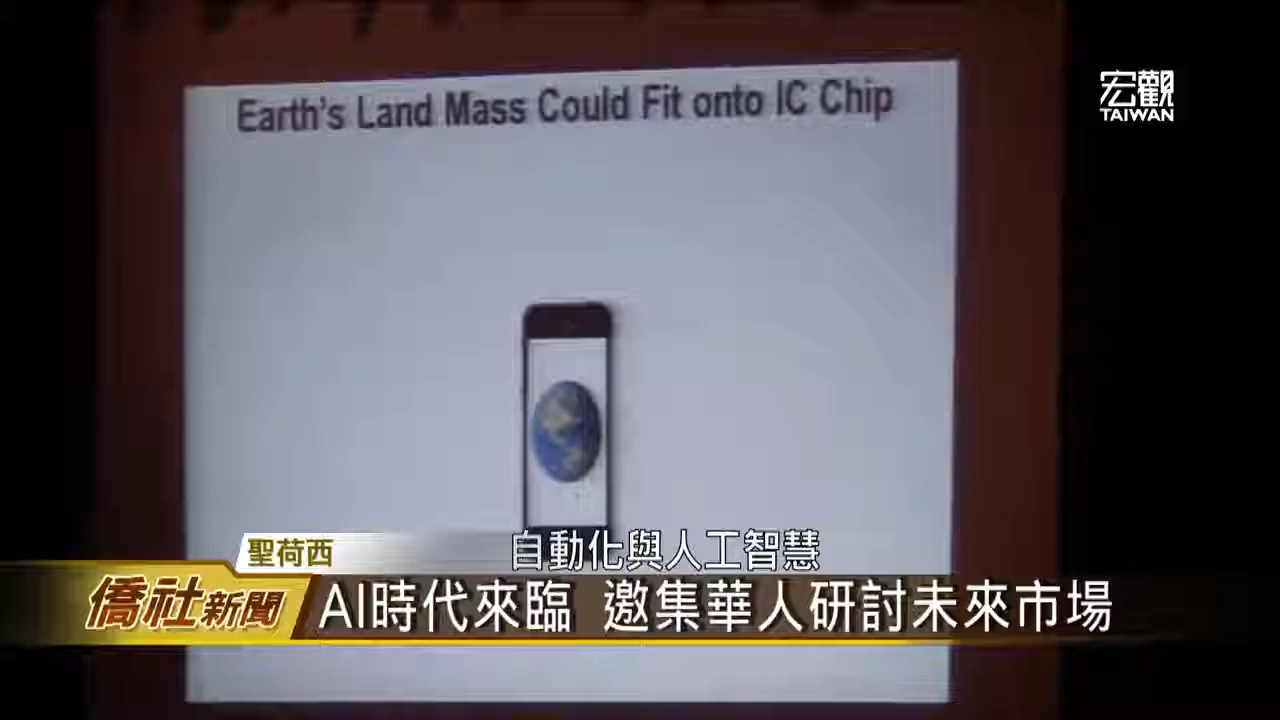 Earth's Land Mass Could Fit onto IC Chip
宏觀
TAIWAN
自動化與人工智慧
聖荷西
僑社新聞
AI時代來臨 邀集華人研討未來市場